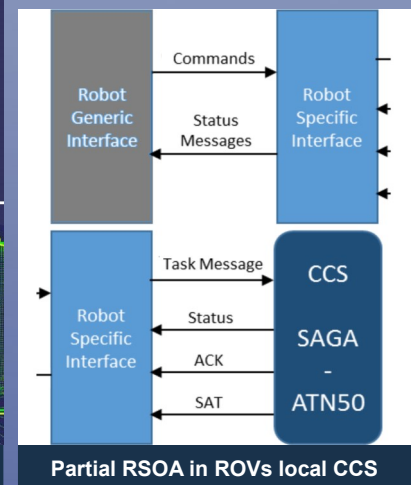 Commands
Robot
Generic
Interface
Status
Messages
Robot
Specific
Interface
Robot
Specific
Interface
Task Message
Status
ACK
SAT
CCS
SAGA
-
ATN50
Partial RSOA in ROVs local CCS